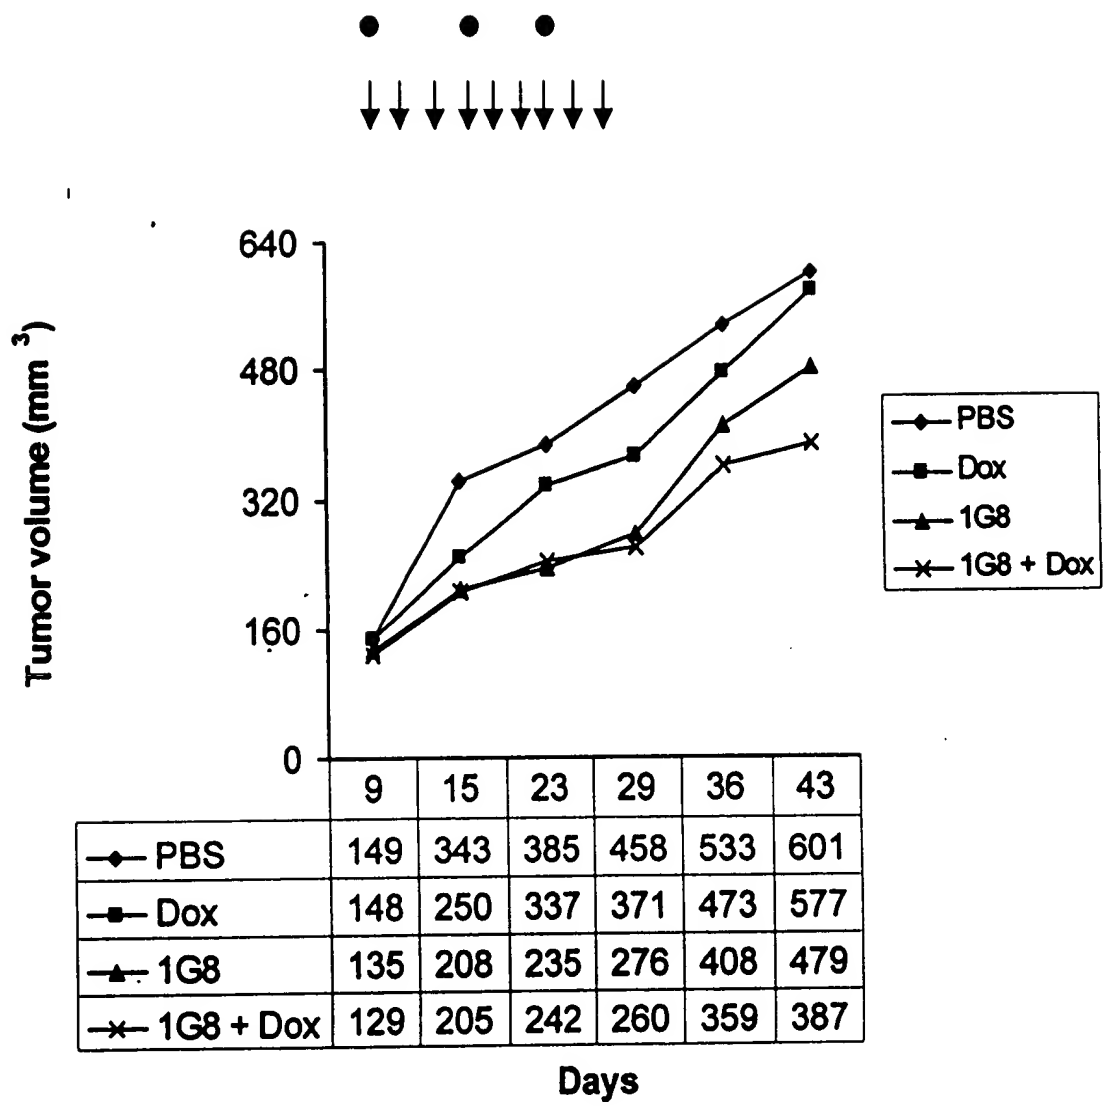 640
480
320
160
0
Tumor volume (mm 3)
PBS
Dox
1G8
1G8 + Dox
9 15 23 29 36 43
PBS 149 343 385 458 533 601
Dox 148 250 337 371 473 577
1G8 135 208 235 276 408 479
1G8 + Dox 129 205 242 260 359 387
Days